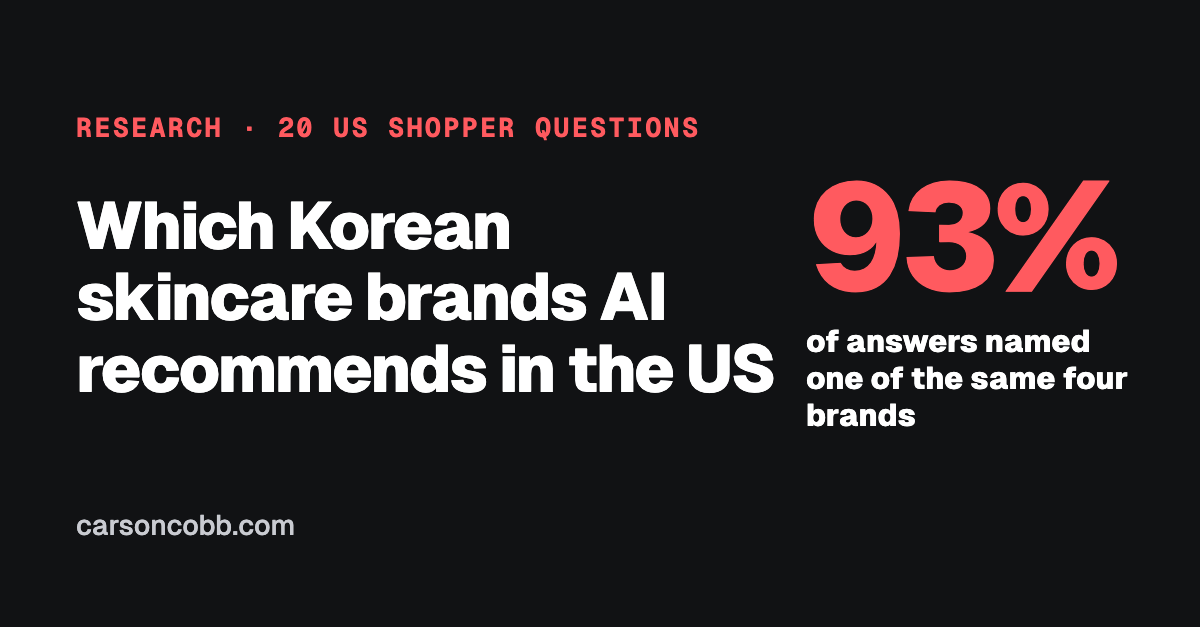 RESEARCH · 20 US SHOPPER QUESTIONS
Which Korean
skincare brands AI
recommends in the US
93%
of answers named
one of the same four
brands
carsoncobb.com